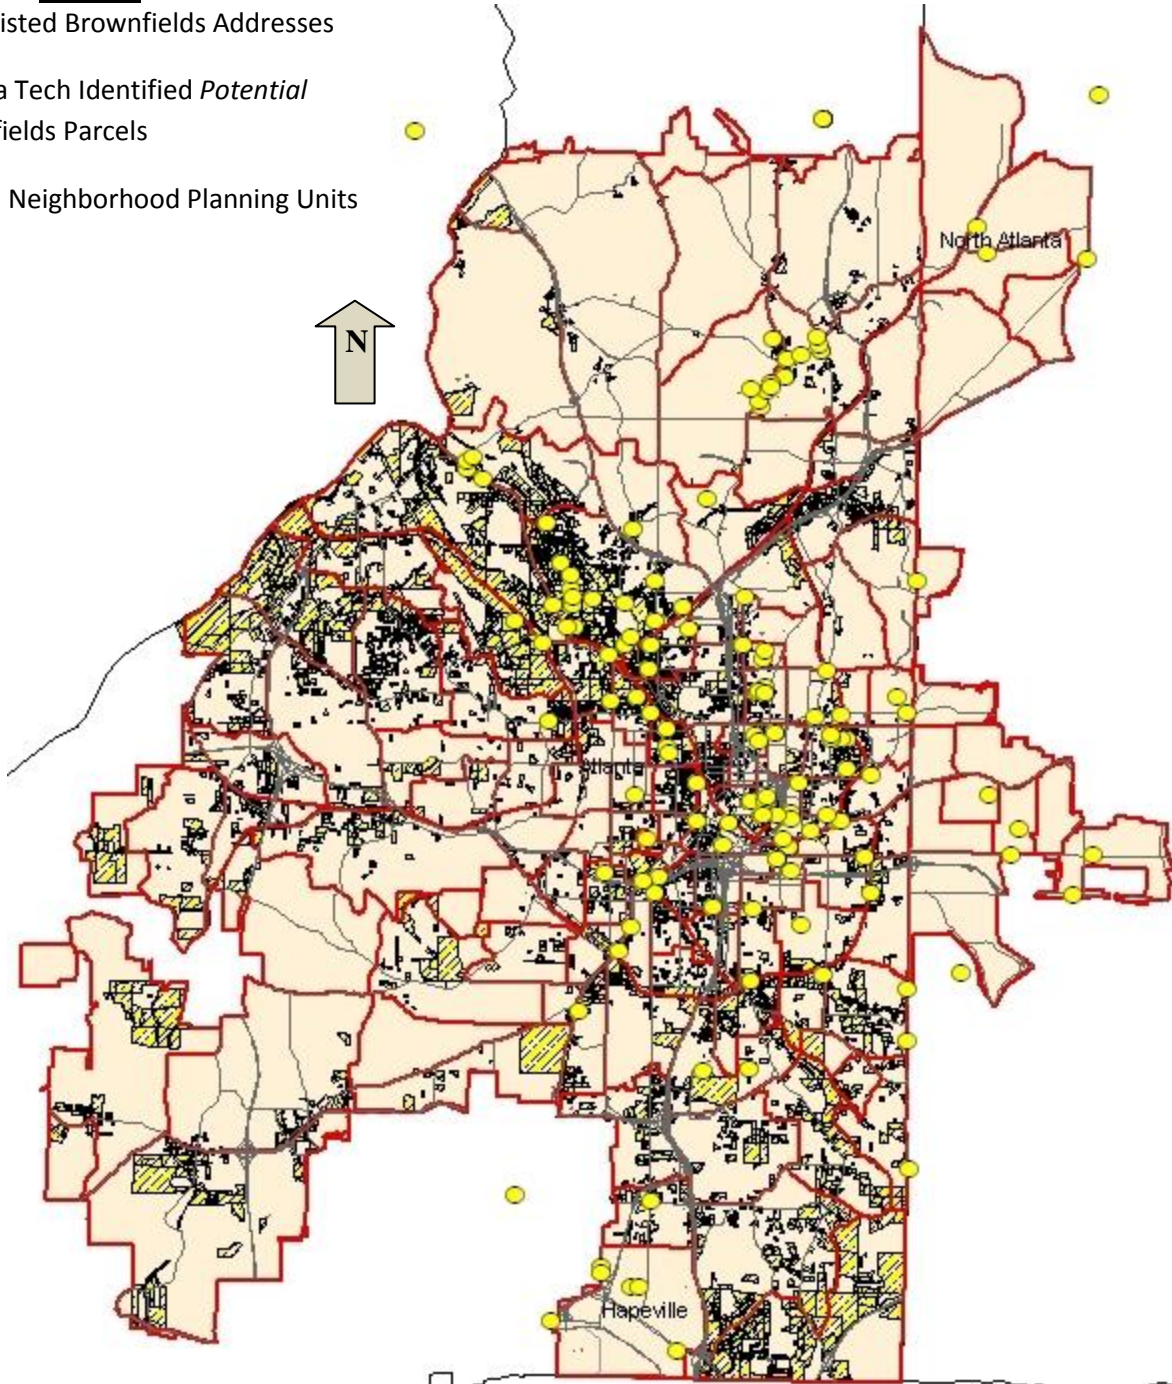 isted Brownfields Addresses
a Tech Identified Potential
fields Parcels
Neighborhood Planning Units
North Atlanta
N
Atlanta
Hapeville